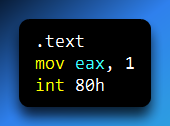 .text
mov eax, 1
int 80h